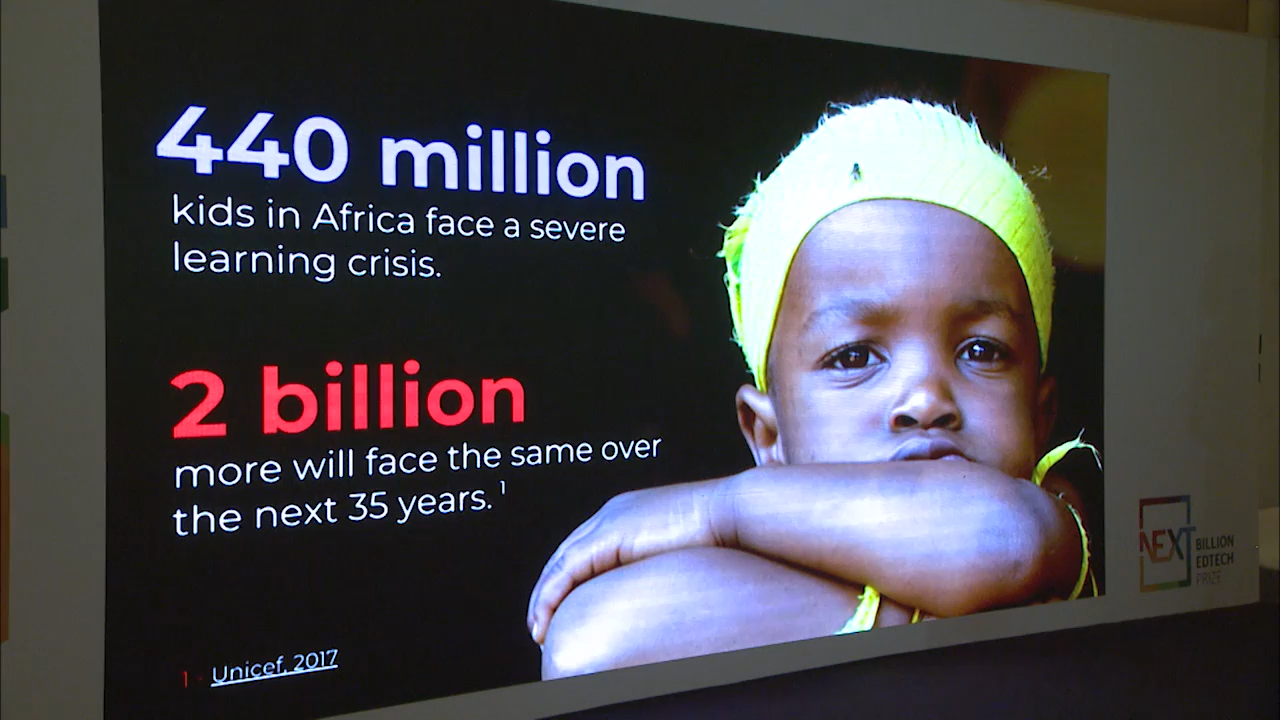 440 million
kids in Africa face a severe
learning crisis.
2 billion
more will face the same over
the next 35 years.¹
1 - Unicef, 2017
NEXT
BILLION
EDTECH
PRIZE